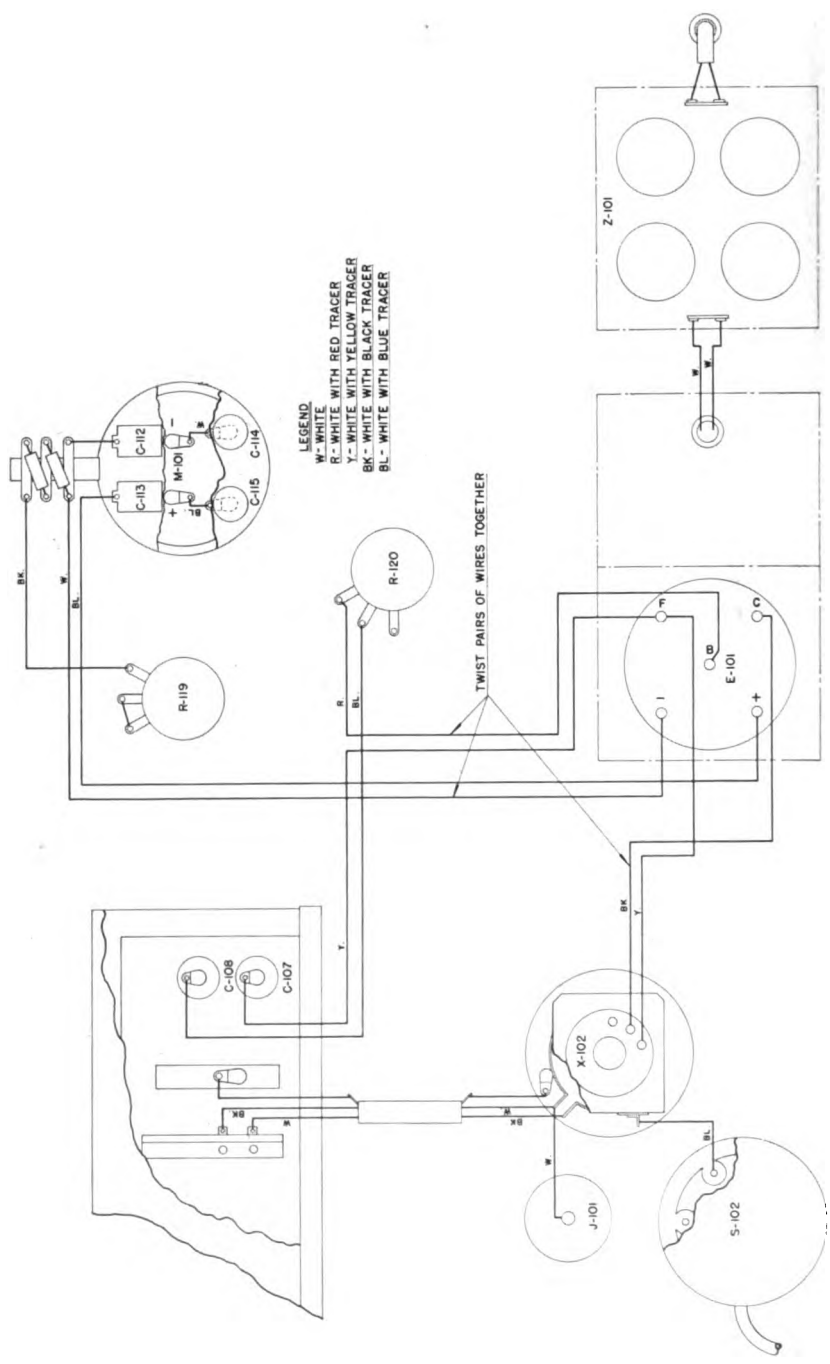 Z-101
W.
W.
LEGEND
W- WHITE
R - WHITE WITH RED TRACER
Y.- WHITE WITH YELLOW TRACER
BK - WHITE WITH BLACK TRACER
BL - WHITE WITH BLUE TRACER
C-112
C-113
M-101
-
+
W
BL.
C-114
C-115
BK.
W.
BL.
R-119
R-120
R
BL.
TWIST PAIRS OF WIRES TOGETHER
F
C
B
E-101
I
+
Y.
C-108
C-107
BK
Y.
X-102
BK.
W
W.
BK
W.
J-101
BL
S-102